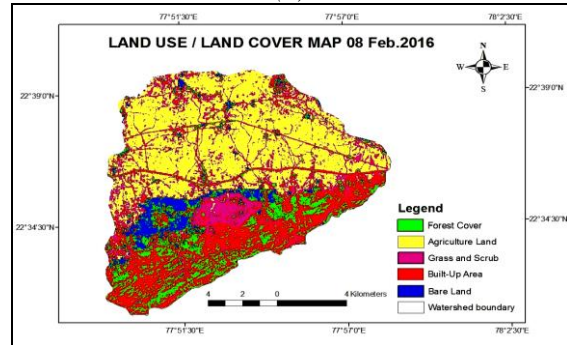 77°51'30"E 77°57'0"E 78°2'30"E
LAND USE / LAND COVER MAP 08 Feb.2016
N
W E
S
22°39'0"N 22°39'0"N
22°34'30"N 22°34'30"N
Legend
Forest Cover
Agriculture Land
Grass and Scrub
Built-Up Area
Bare Land
Watershed boundary
4 2 0 4 Kilometers
77°51'30"E 77°57'0"E 78°2'30"E